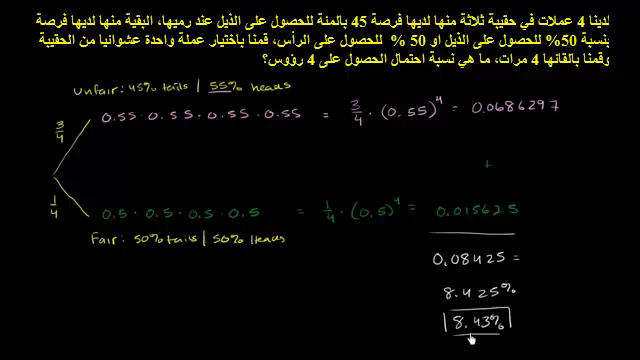 لدينا 4 عملات في حقيبة ثلاثة منها لديها فرصة 45 بالمئة للحصول على الذيل عند رميها، البقية منها لديها فرصة
بنسبة 50% للحصول على الذيل او 50 % للحصول على الرأس، قمنا باختيار عملة واحدة عشوائيا من الحقيبة
وقمنا بالقائها 4 مرات، ما هي نسبة احتمال الحصول على 4 رؤوس؟
Unfair: 45% tails | 55% heads
3/4 0.55 · 0.55 · 0.55 · 0.55 = 3/4 · (0.55)^4 = 0.0686297
+
1/4 0.5 · 0.5 · 0.5 · 0.5 = 1/4 · (0.5)^4 = 0.015625
Fair: 50% tails | 50% Heads
0.08425 =
8.425%
8.43%